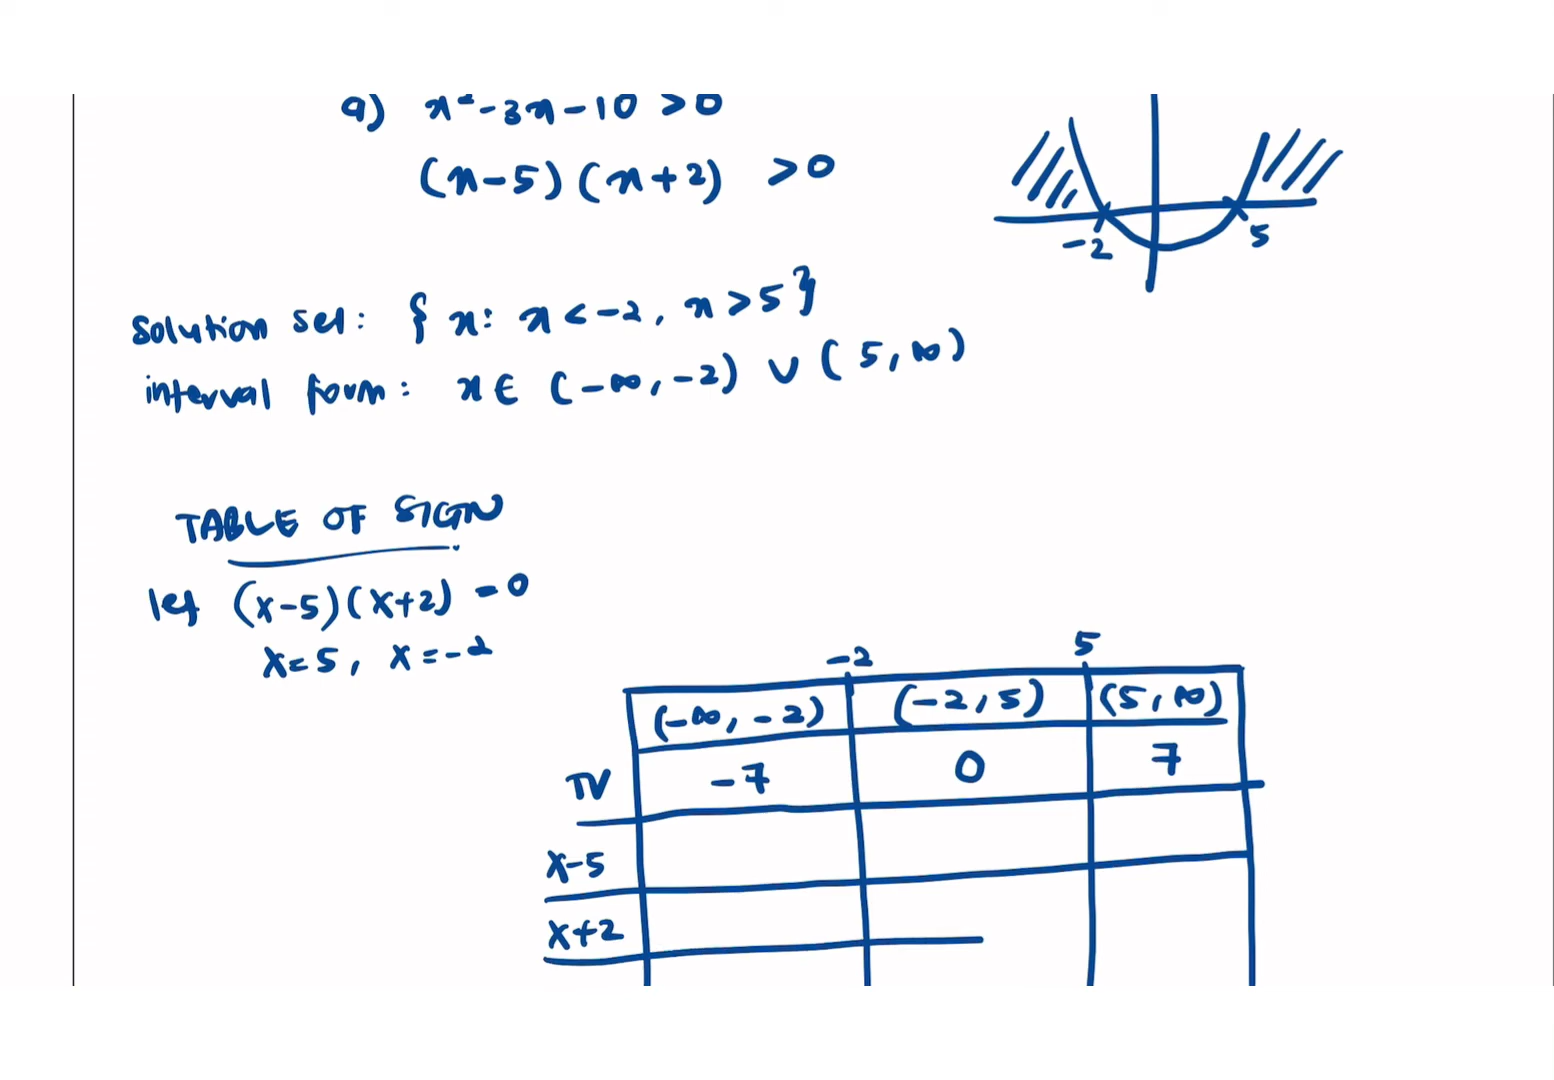 a) x²-3x-10 >0
(x-5)(x+2) >0
-2
5
Solution set: { x: x<-2, x>5}
interval form: x∈ (-∞,-2) ∪ (5,∞)
TABLE OF SIGN
let (x-5)(x+2) =0
x=5, x=-2
-2 5
(-∞,-2) (-2,5) (5,∞)
TV -7 0 7
x-5
x+2